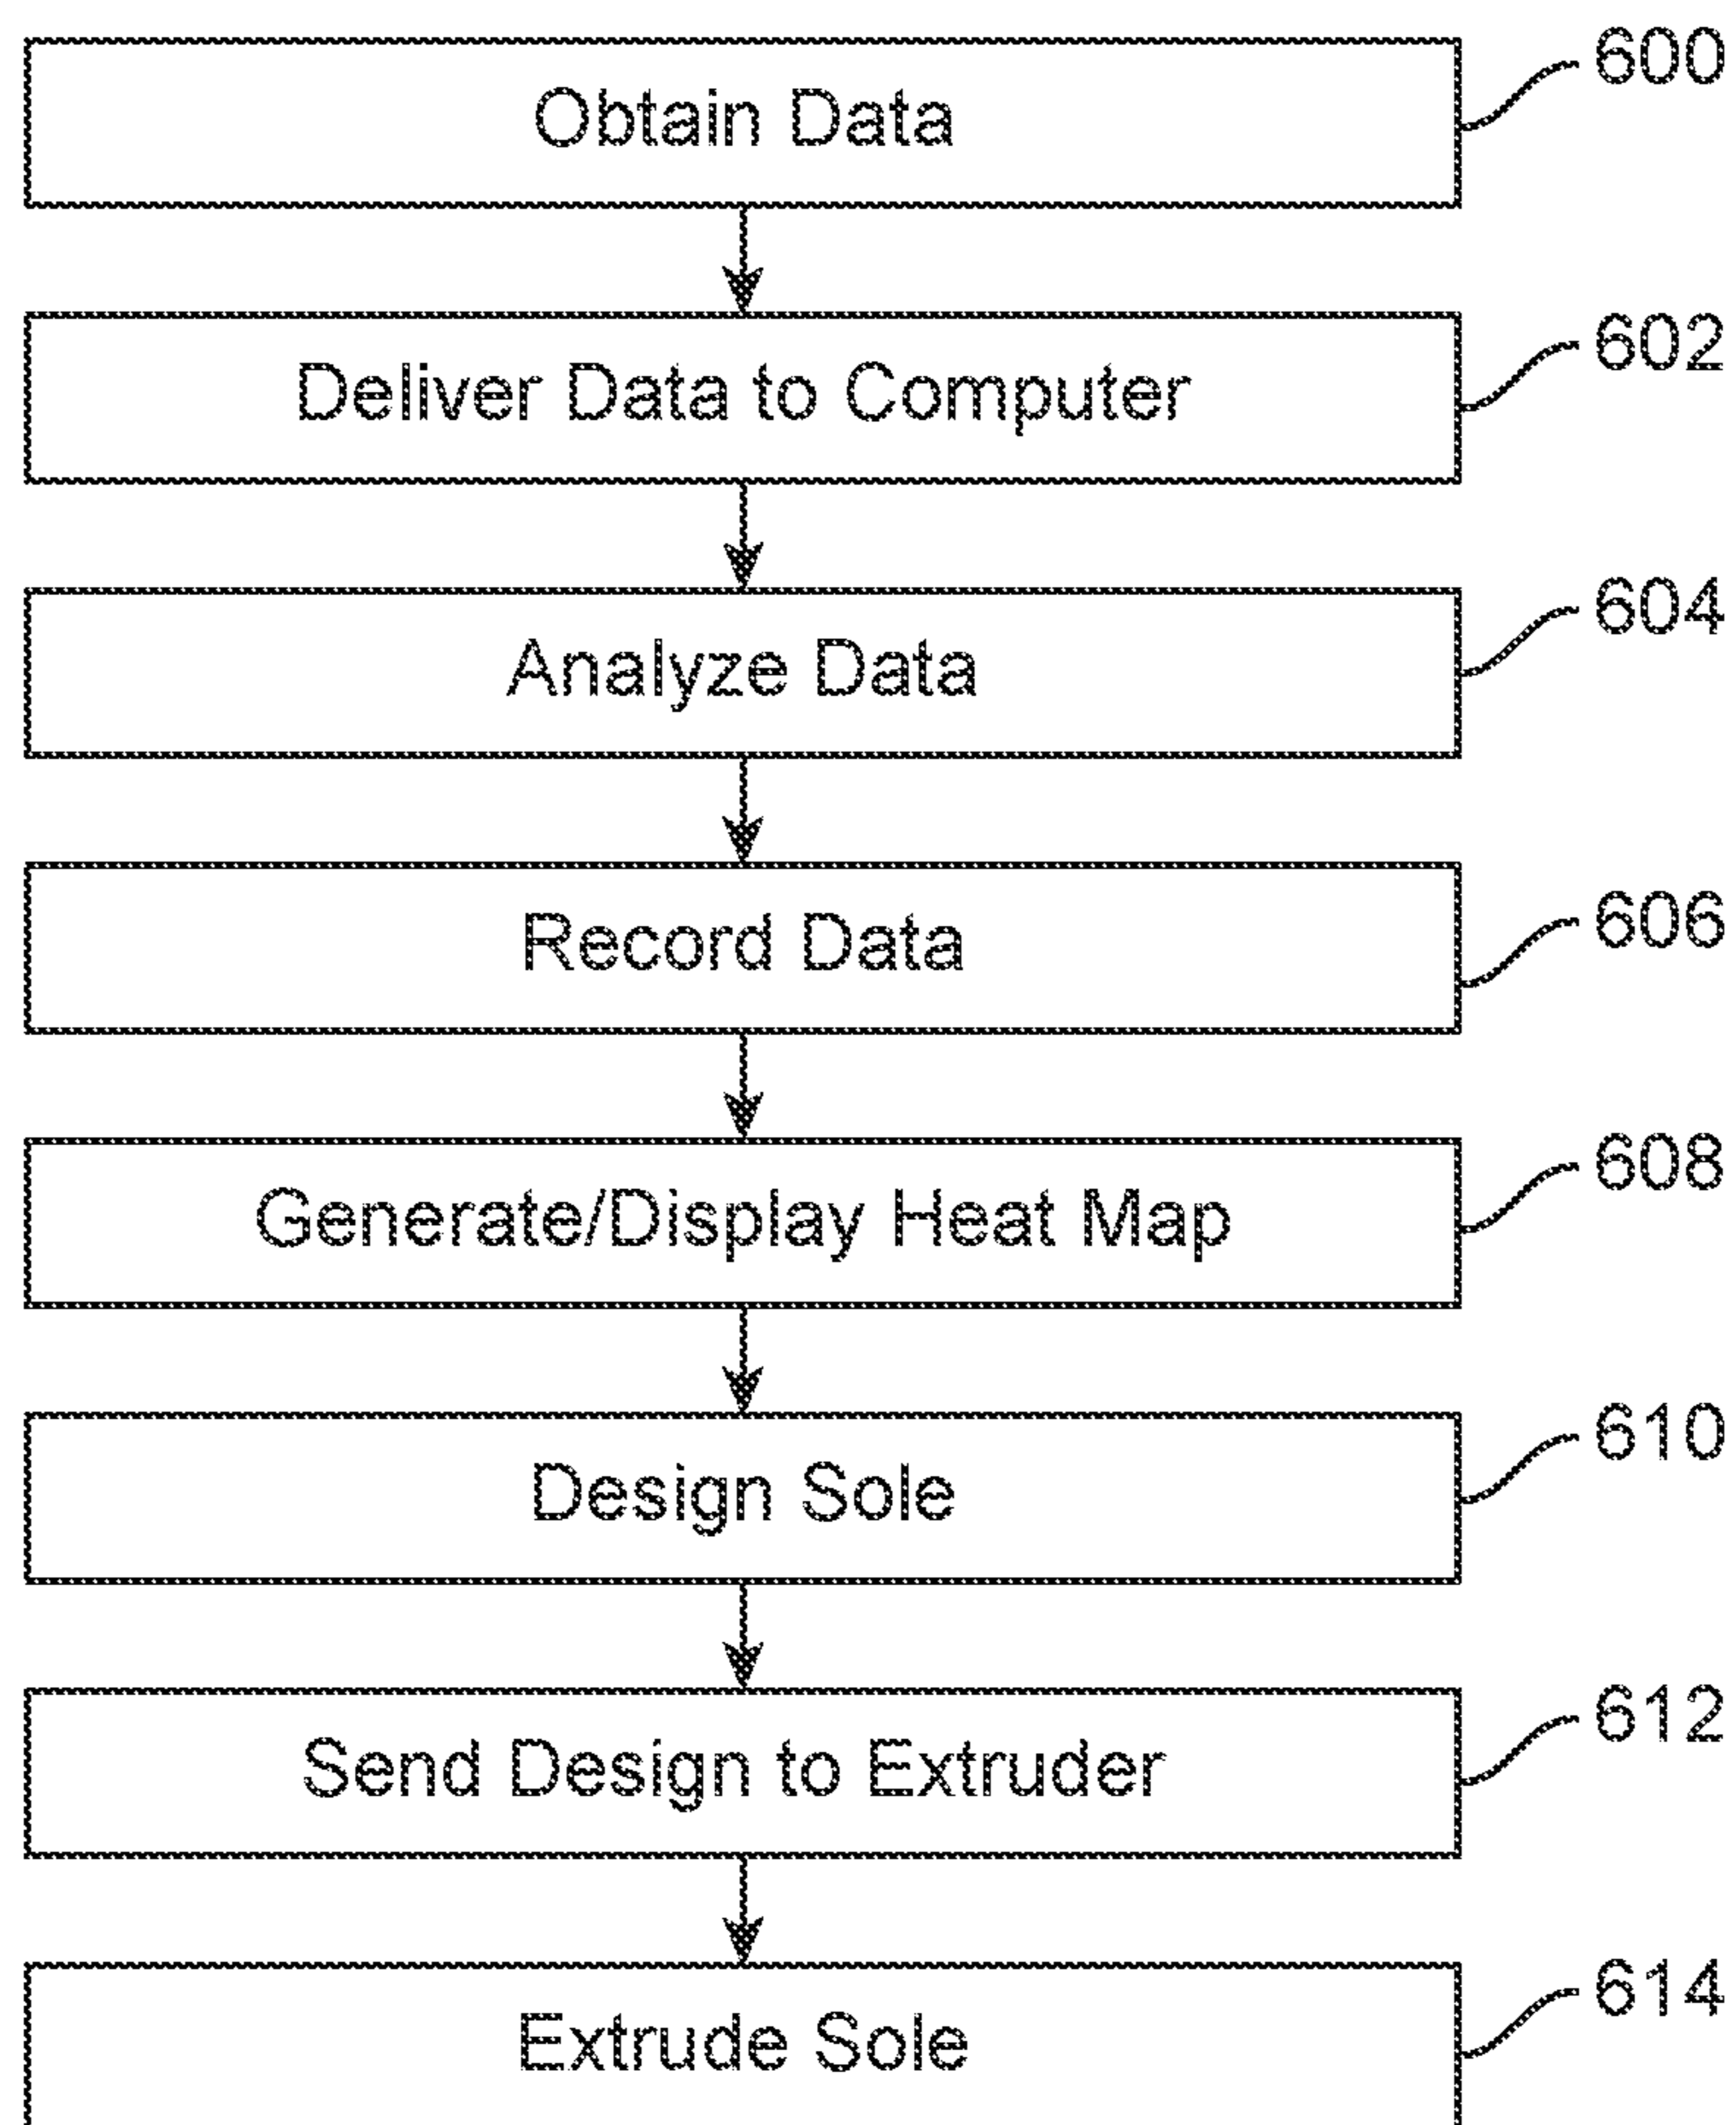 Obtain Data
600
Deliver Data to Computer
602
Analyze Data
604
Record Data
606
Generate/Display Heat Map
608
Design Sole
610
Send Design to Extruder
612
Extrude Sole
614